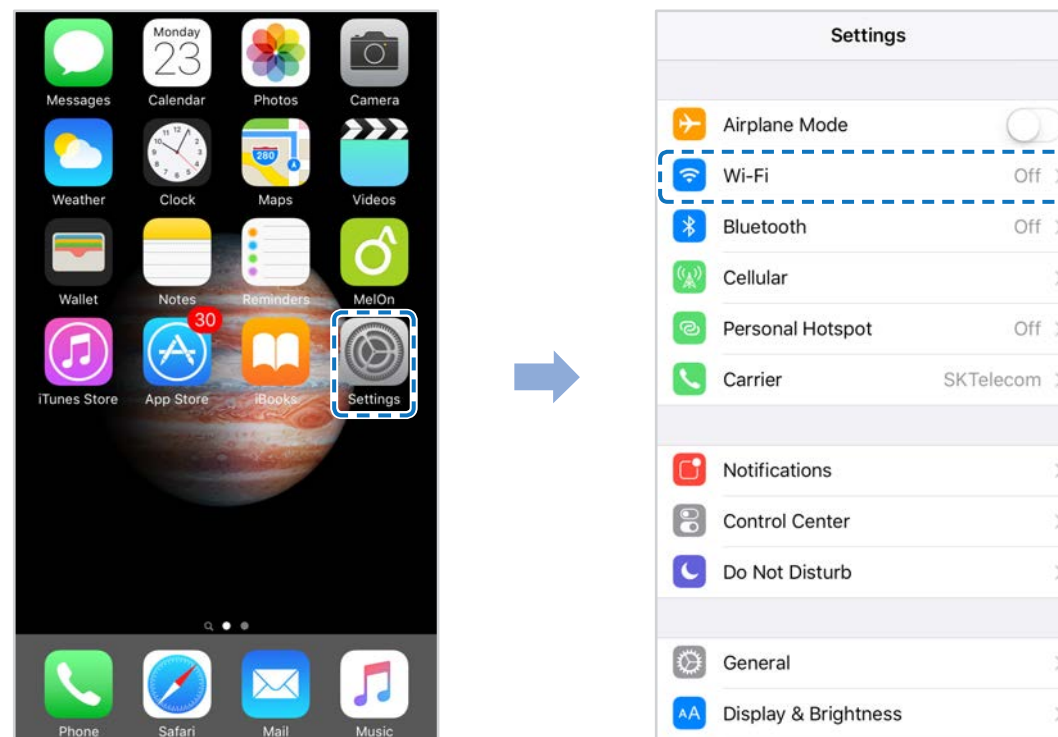 Monday
23
Messages Calendar Photos Camera
280
Weather Clock Maps Videos
Wallet Notes Reminders MelOn
30
iTunes Store App Store iBooks Settings
Phone Safari Mail Music
Settings
Airplane Mode
Wi-Fi Off
Bluetooth Off
Cellular
Personal Hotspot Off
Carrier SKTelecom
Notifications
Control Center
Do Not Disturb
General
AA Display & Brightness